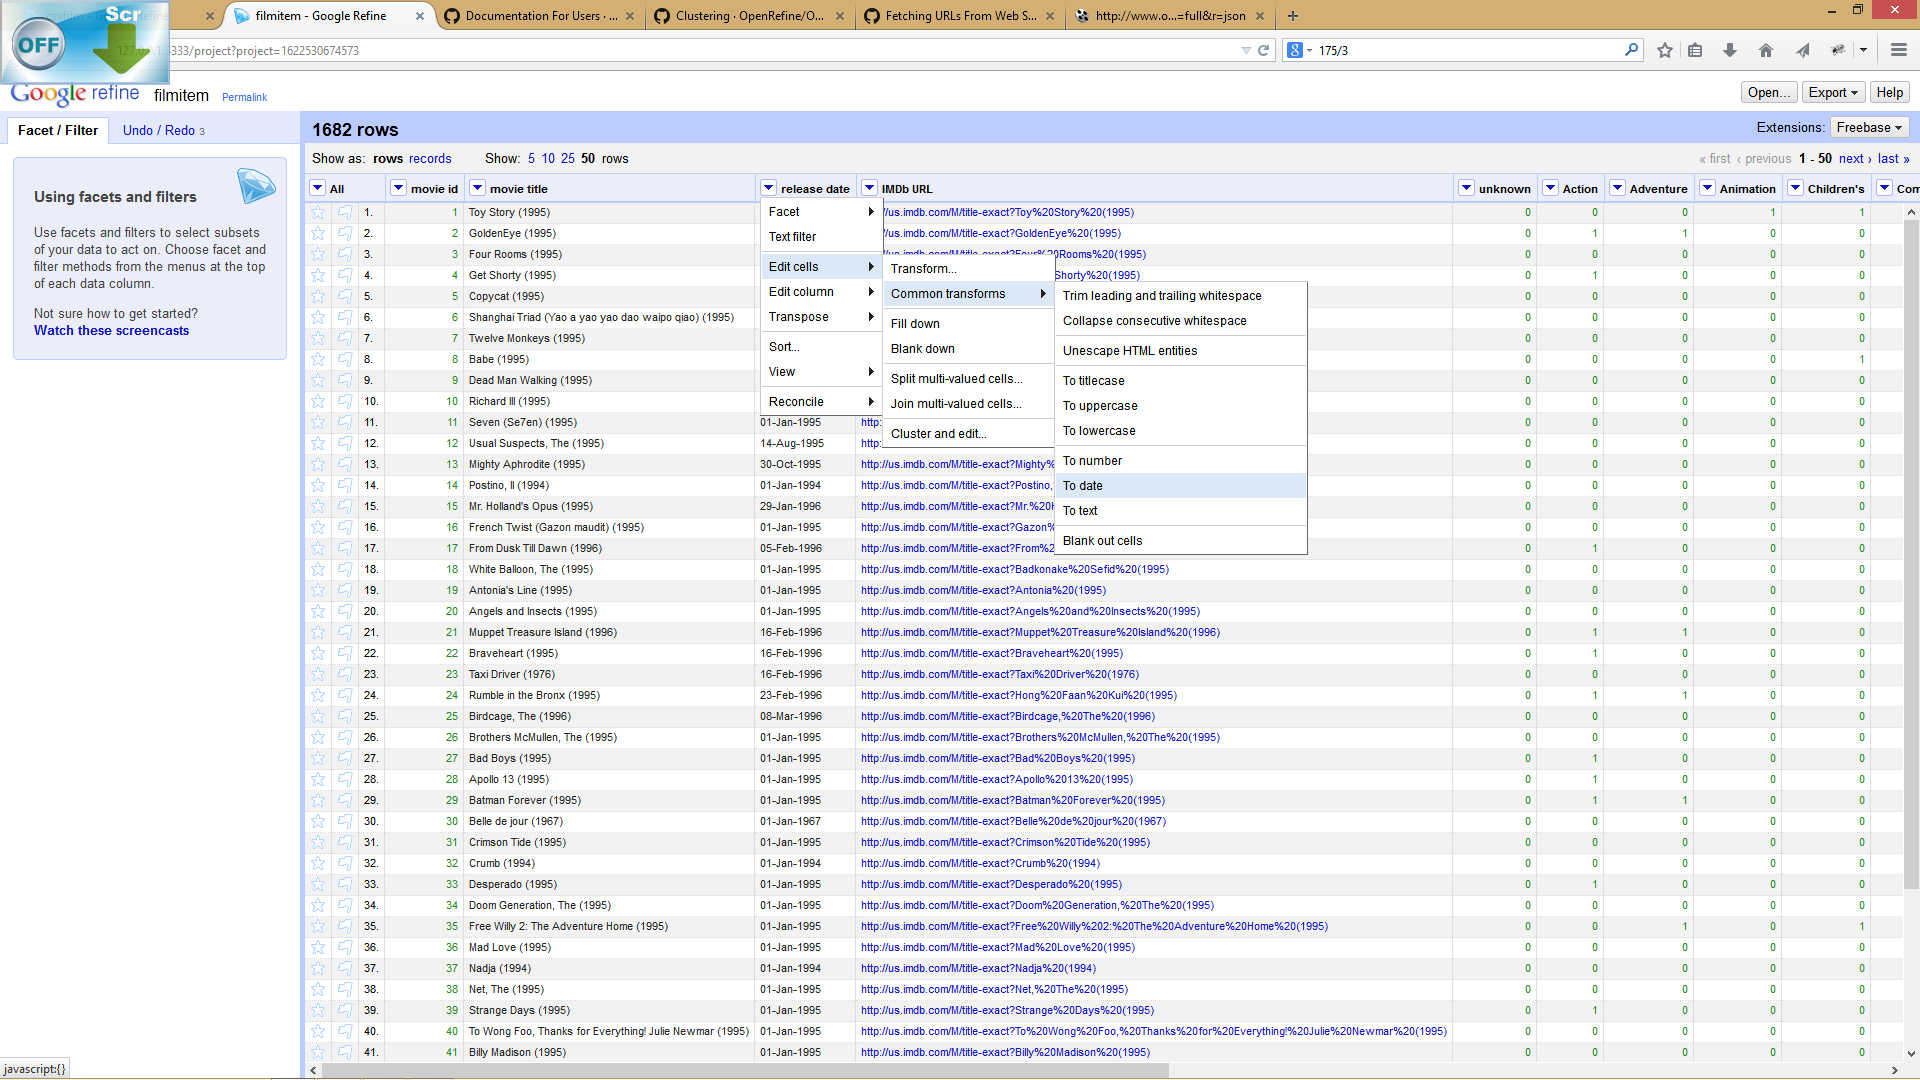 Scr
OFF
filmitem - Google Refine
Documentation For Users · ...
Clustering · OpenRefine/O...
Fetching URLs From Web S...
http://www.o...=full&r=json
333/project?project=1622530674573
175/3
Google refine filmitem Permalink
Open... Export Help
Facet / Filter Undo / Redo 3
1682 rows
Extensions: Freebase
Using facets and filters
Use facets and filters to select subsets
of your data to act on. Choose facet and
filter methods from the menus at the top
of each data column.
Not sure how to get started?
Watch these screencasts
Show as: rows records Show: 5 10 25 50 rows
« first ‹ previous 1 - 50 next › last »
All movie id movie title release date IMDb URL unknown Action Adventure Animation Children's Com
1. 1 Toy Story (1995) //us.imdb.com/M/title-exact?Toy%20Story%20(1995) 0 0 0 1 1
2. 2 GoldenEye (1995) //us.imdb.com/M/title-exact?GoldenEye%20(1995) 0 1 1 0 0
3. 3 Four Rooms (1995) //us.imdb.com/M/title-exact?Four%20Rooms%20(1995) 0 0 0 0 0
4. 4 Get Shorty (1995) Shorty%20(1995) 0 1 0 0 0
5. 5 Copycat (1995) 0 0 0 0 0
6. 6 Shanghai Triad (Yao a yao yao dao waipo qiao) (1995) 0 0 0 0 0
7. 7 Twelve Monkeys (1995) 0 0 0 0 0
8. 8 Babe (1995) 0 0 0 0 1
9. 9 Dead Man Walking (1995) 0 0 0 0 0
10. 10 Richard III (1995) 0 0 0 0 0
11. 11 Seven (Se7en) (1995) 01-Jan-1995 http: 0 0 0 0 0
12. 12 Usual Suspects, The (1995) 14-Aug-1995 http: 0 0 0 0 0
13. 13 Mighty Aphrodite (1995) 30-Oct-1995 http://us.imdb.com/M/title-exact?Mighty% 0 0 0 0 0
14. 14 Postino, Il (1994) 01-Jan-1994 http://us.imdb.com/M/title-exact?Postino, 0 0 0 0 0
15. 15 Mr. Holland's Opus (1995) 29-Jan-1996 http://us.imdb.com/M/title-exact?Mr.%20H 0 0 0 0 0
16. 16 French Twist (Gazon maudit) (1995) 01-Jan-1995 http://us.imdb.com/M/title-exact?Gazon% 0 0 0 0 0
17. 17 From Dusk Till Dawn (1996) 05-Feb-1996 http://us.imdb.com/M/title-exact?From%2 0 1 0 0 0
18. 18 White Balloon, The (1995) 01-Jan-1995 http://us.imdb.com/M/title-exact?Badkonake%20Sefid%20(1995) 0 0 0 0 0
19. 19 Antonia's Line (1995) 01-Jan-1995 http://us.imdb.com/M/title-exact?Antonia%20(1995) 0 0 0 0 0
20. 20 Angels and Insects (1995) 01-Jan-1995 http://us.imdb.com/M/title-exact?Angels%20and%20Insects%20(1995) 0 0 0 0 0
21. 21 Muppet Treasure Island (1996) 16-Feb-1996 http://us.imdb.com/M/title-exact?Muppet%20Treasure%20Island%20(1996) 0 1 1 0 0
22. 22 Braveheart (1995) 16-Feb-1996 http://us.imdb.com/M/title-exact?Braveheart%20(1995) 0 1 0 0 0
23. 23 Taxi Driver (1976) 16-Feb-1996 http://us.imdb.com/M/title-exact?Taxi%20Driver%20(1976) 0 0 0 0 0
24. 24 Rumble in the Bronx (1995) 23-Feb-1996 http://us.imdb.com/M/title-exact?Hong%20Faan%20Kui%20(1995) 0 1 1 0 0
25. 25 Birdcage, The (1996) 08-Mar-1996 http://us.imdb.com/M/title-exact?Birdcage,%20The%20(1996) 0 0 0 0 0
26. 26 Brothers McMullen, The (1995) 01-Jan-1995 http://us.imdb.com/M/title-exact?Brothers%20McMullen,%20The%20(1995) 0 0 0 0 0
27. 27 Bad Boys (1995) 01-Jan-1995 http://us.imdb.com/M/title-exact?Bad%20Boys%20(1995) 0 1 0 0 0
28. 28 Apollo 13 (1995) 01-Jan-1995 http://us.imdb.com/M/title-exact?Apollo%2013%20(1995) 0 1 0 0 0
29. 29 Batman Forever (1995) 01-Jan-1995 http://us.imdb.com/M/title-exact?Batman%20Forever%20(1995) 0 1 1 0 0
30. 30 Belle de jour (1967) 01-Jan-1967 http://us.imdb.com/M/title-exact?Belle%20de%20jour%20(1967) 0 0 0 0 0
31. 31 Crimson Tide (1995) 01-Jan-1995 http://us.imdb.com/M/title-exact?Crimson%20Tide%20(1995) 0 0 0 0 0
32. 32 Crumb (1994) 01-Jan-1994 http://us.imdb.com/M/title-exact?Crumb%20(1994) 0 0 0 0 0
33. 33 Desperado (1995) 01-Jan-1995 http://us.imdb.com/M/title-exact?Desperado%20(1995) 0 1 0 0 0
34. 34 Doom Generation, The (1995) 01-Jan-1995 http://us.imdb.com/M/title-exact?Doom%20Generation,%20The%20(1995) 0 0 0 0 0
35. 35 Free Willy 2: The Adventure Home (1995) 01-Jan-1995 http://us.imdb.com/M/title-exact?Free%20Willy%202:%20The%20Adventure%20Home%20(1995) 0 0 1 0 1
36. 36 Mad Love (1995) 01-Jan-1995 http://us.imdb.com/M/title-exact?Mad%20Love%20(1995) 0 0 0 0 0
37. 37 Nadja (1994) 01-Jan-1994 http://us.imdb.com/M/title-exact?Nadja%20(1994) 0 0 0 0 0
38. 38 Net, The (1995) 01-Jan-1995 http://us.imdb.com/M/title-exact?Net,%20The%20(1995) 0 0 0 0 0
39. 39 Strange Days (1995) 01-Jan-1995 http://us.imdb.com/M/title-exact?Strange%20Days%20(1995) 0 1 0 0 0
40. 40 To Wong Foo, Thanks for Everything! Julie Newmar (1995) 01-Jan-1995 http://us.imdb.com/M/title-exact?To%20Wong%20Foo,%20Thanks%20for%20Everything!%20Julie%20Newmar%20(1995) 0 0 0 0 0
41. 41 Billy Madison (1995) 01-Jan-1995 http://us.imdb.com/M/title-exact?Billy%20Madison%20(1995) 0 0 0 0 0
Facet
Text filter
Edit cells
Edit column
Transpose
Sort...
View
Reconcile
Transform...
Common transforms
Fill down
Blank down
Split multi-valued cells...
Join multi-valued cells...
Cluster and edit...
Trim leading and trailing whitespace
Collapse consecutive whitespace
Unescape HTML entities
To titlecase
To uppercase
To lowercase
To number
To date
To text
Blank out cells
javascript:{}